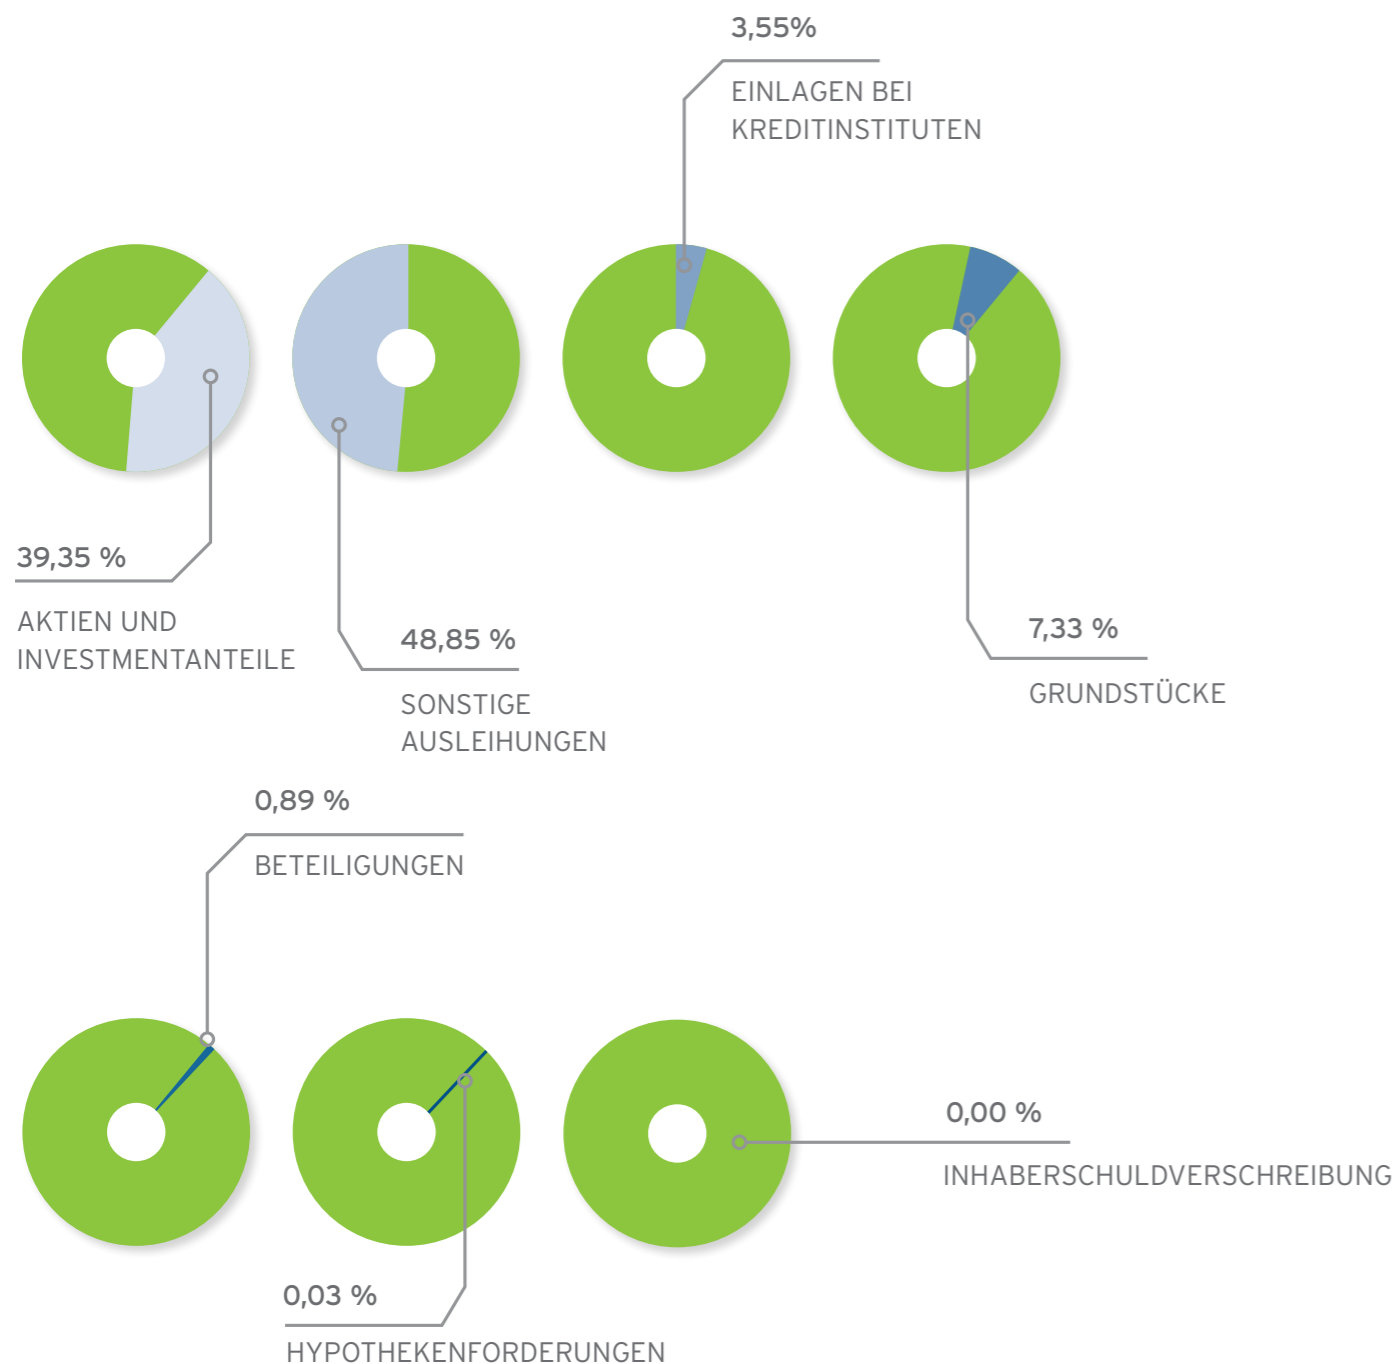 3,55%
EINLAGEN BEI
KREDITINSTITUTEN
39,35 %
AKTIEN UND
INVESTMENTANTEILE
48,85 %
SONSTIGE
AUSLEIHUNGEN
7,33 %
GRUNDSTÜCKE
0,89 %
BETEILIGUNGEN
0,03 %
HYPOTHEKENFORDERUNGEN
0,00 %
INHABERSCHULDVERSCHREIBUNG